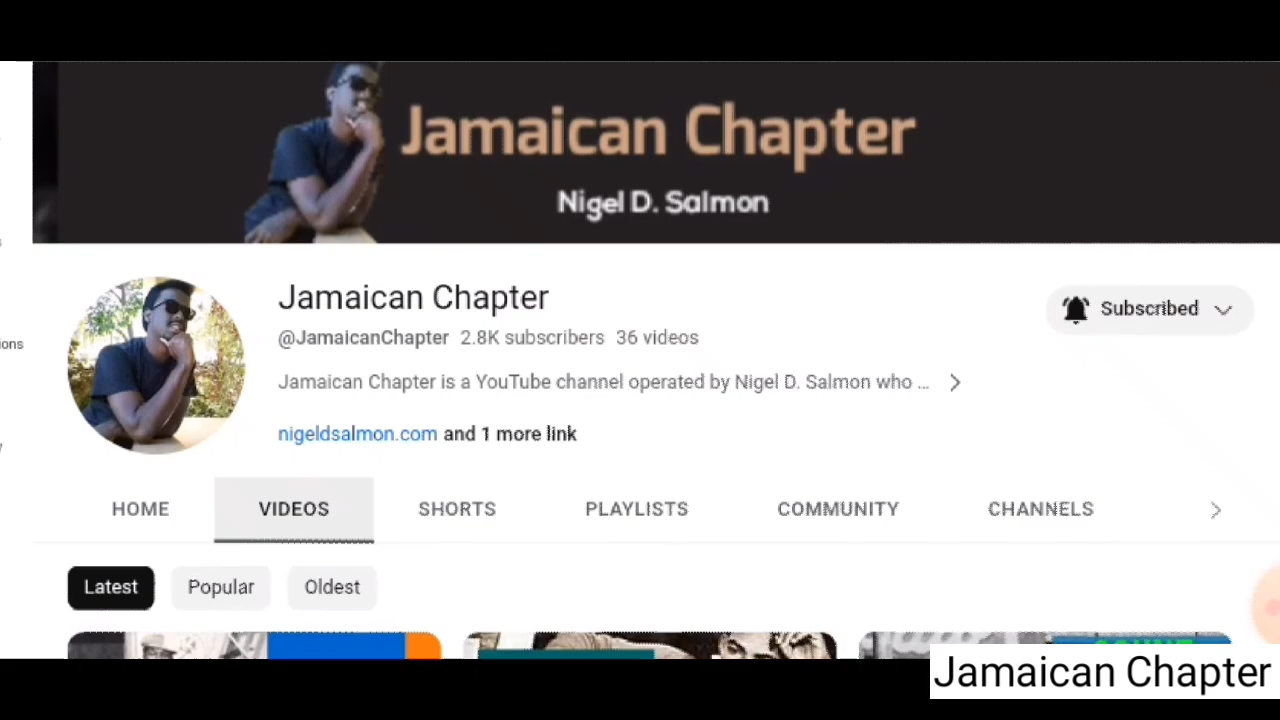 Jamaican Chapter
Nigel D. Salmon
Jamaican Chapter
Subscribed
@JamaicanChapter 2.8K subscribers 36 videos
ions
Jamaican Chapter is a YouTube channel operated by Nigel D. Salmon who ...
nigeldsalmon.com and 1 more link
HOME VIDEOS SHORTS PLAYLISTS COMMUNITY CHANNELS
Latest Popular Oldest
Jamaican Chapter